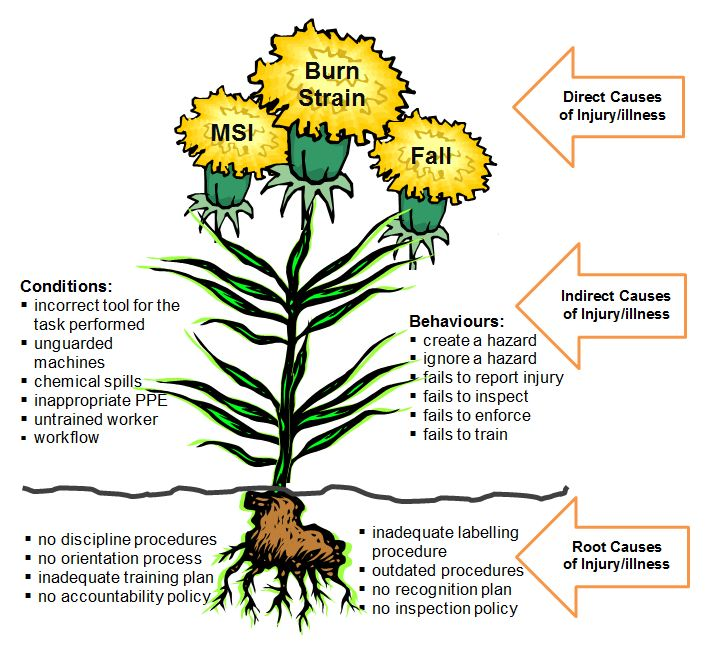 Burn
Strain
MSI
Fall
Direct Causes
of Injury/illness
Conditions:
▪ incorrect tool for the
task performed
▪ unguarded
machines
▪ chemical spills
▪ inappropriate PPE
▪ untrained worker
▪ workflow
Behaviours:
▪ create a hazard
▪ ignore a hazard
▪ fails to report injury
▪ fails to inspect
▪ fails to enforce
▪ fails to train
Indirect Causes
of Injury/illness
▪ no discipline procedures
▪ no orientation process
▪ inadequate training plan
▪ no accountability policy
▪ inadequate labelling
procedure
▪ outdated procedures
▪ no recognition plan
▪ no inspection policy
Root Causes
of Injury/illness